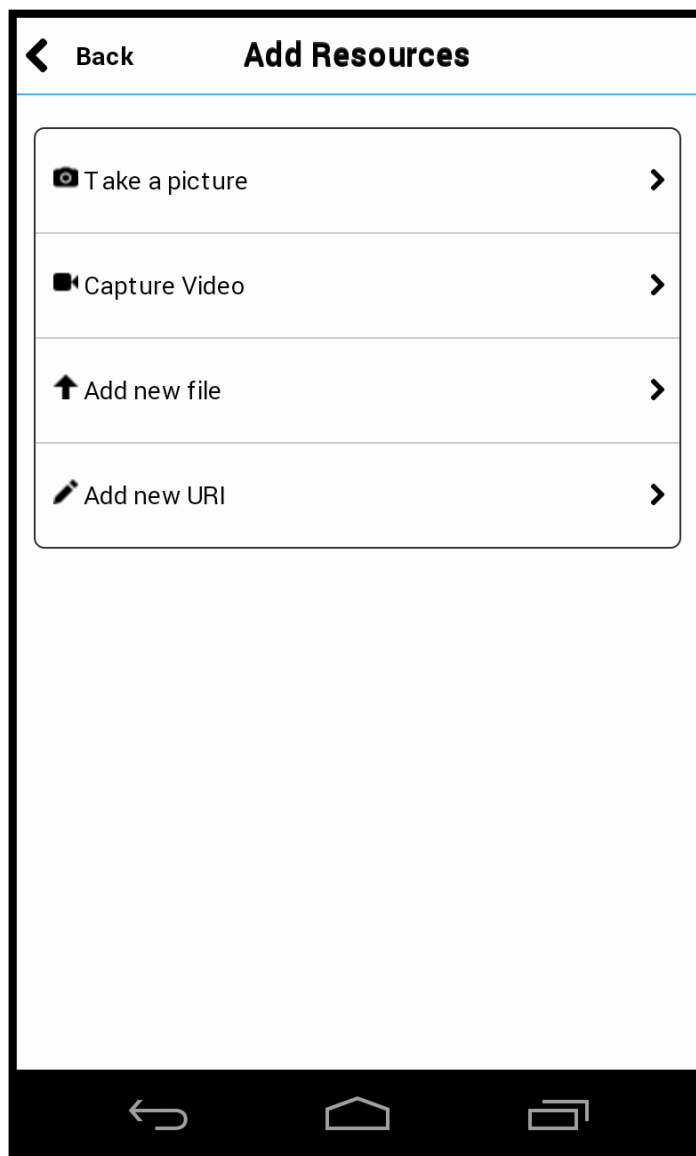 Back Add Resources
Take a picture
Capture Video
Add new file
Add new URI